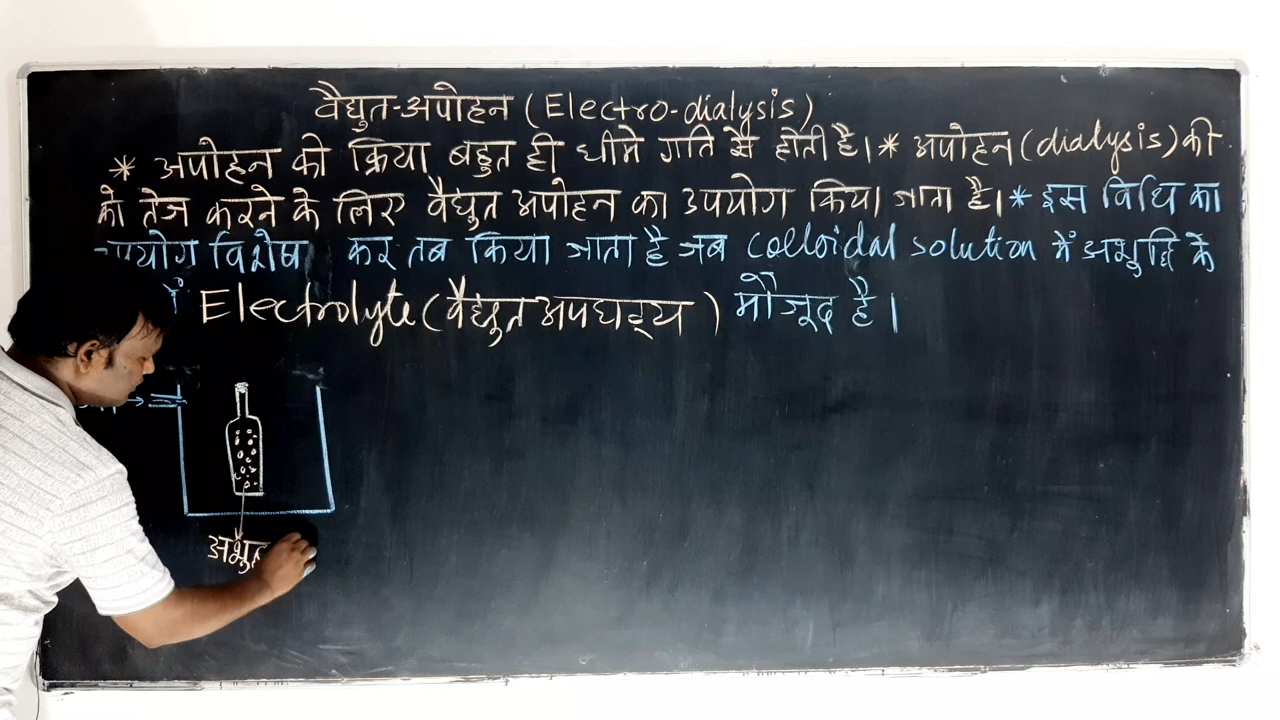 वैद्युत-अपोहन (Electro-dialysis)
* अपोहन की क्रिया बहुत ही धीमे गति से होती है। * अपोहन (dialysis) की
को तेज करने के लिए वैद्युत अपोहन का उपयोग किया जाता है। * इस विधि का
विशेष कर तब किया जाता है जब colloidal solution में अशुद्धि के
में Electrolyte (वैद्युत अपघट्य) मौजूद है।